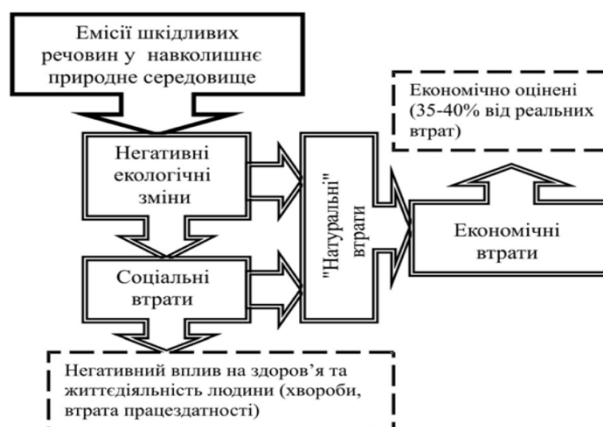 Емісії шкідливих
речовин у навколишнє
природне середовище
Економічно оцінені
(35-40% від реальних
втрат)
Негативні
екологічні
зміни
"Натуральні"
втрати
Економічні
втрати
Соціальні
втрати
Негативний вплив на здоров’я та
життєдіяльність людини (хвороби,
втрата працездатності)